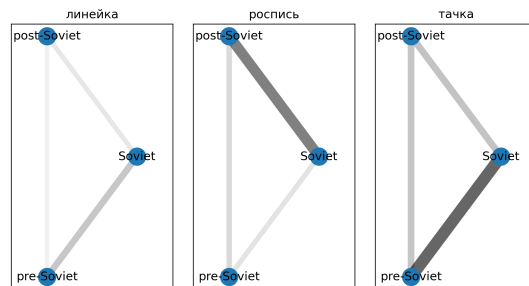 линейка
post-Soviet
Soviet
pre-Soviet
роспись
post-Soviet
Soviet
pre-Soviet
тачка
post-Soviet
Soviet
pre-Soviet